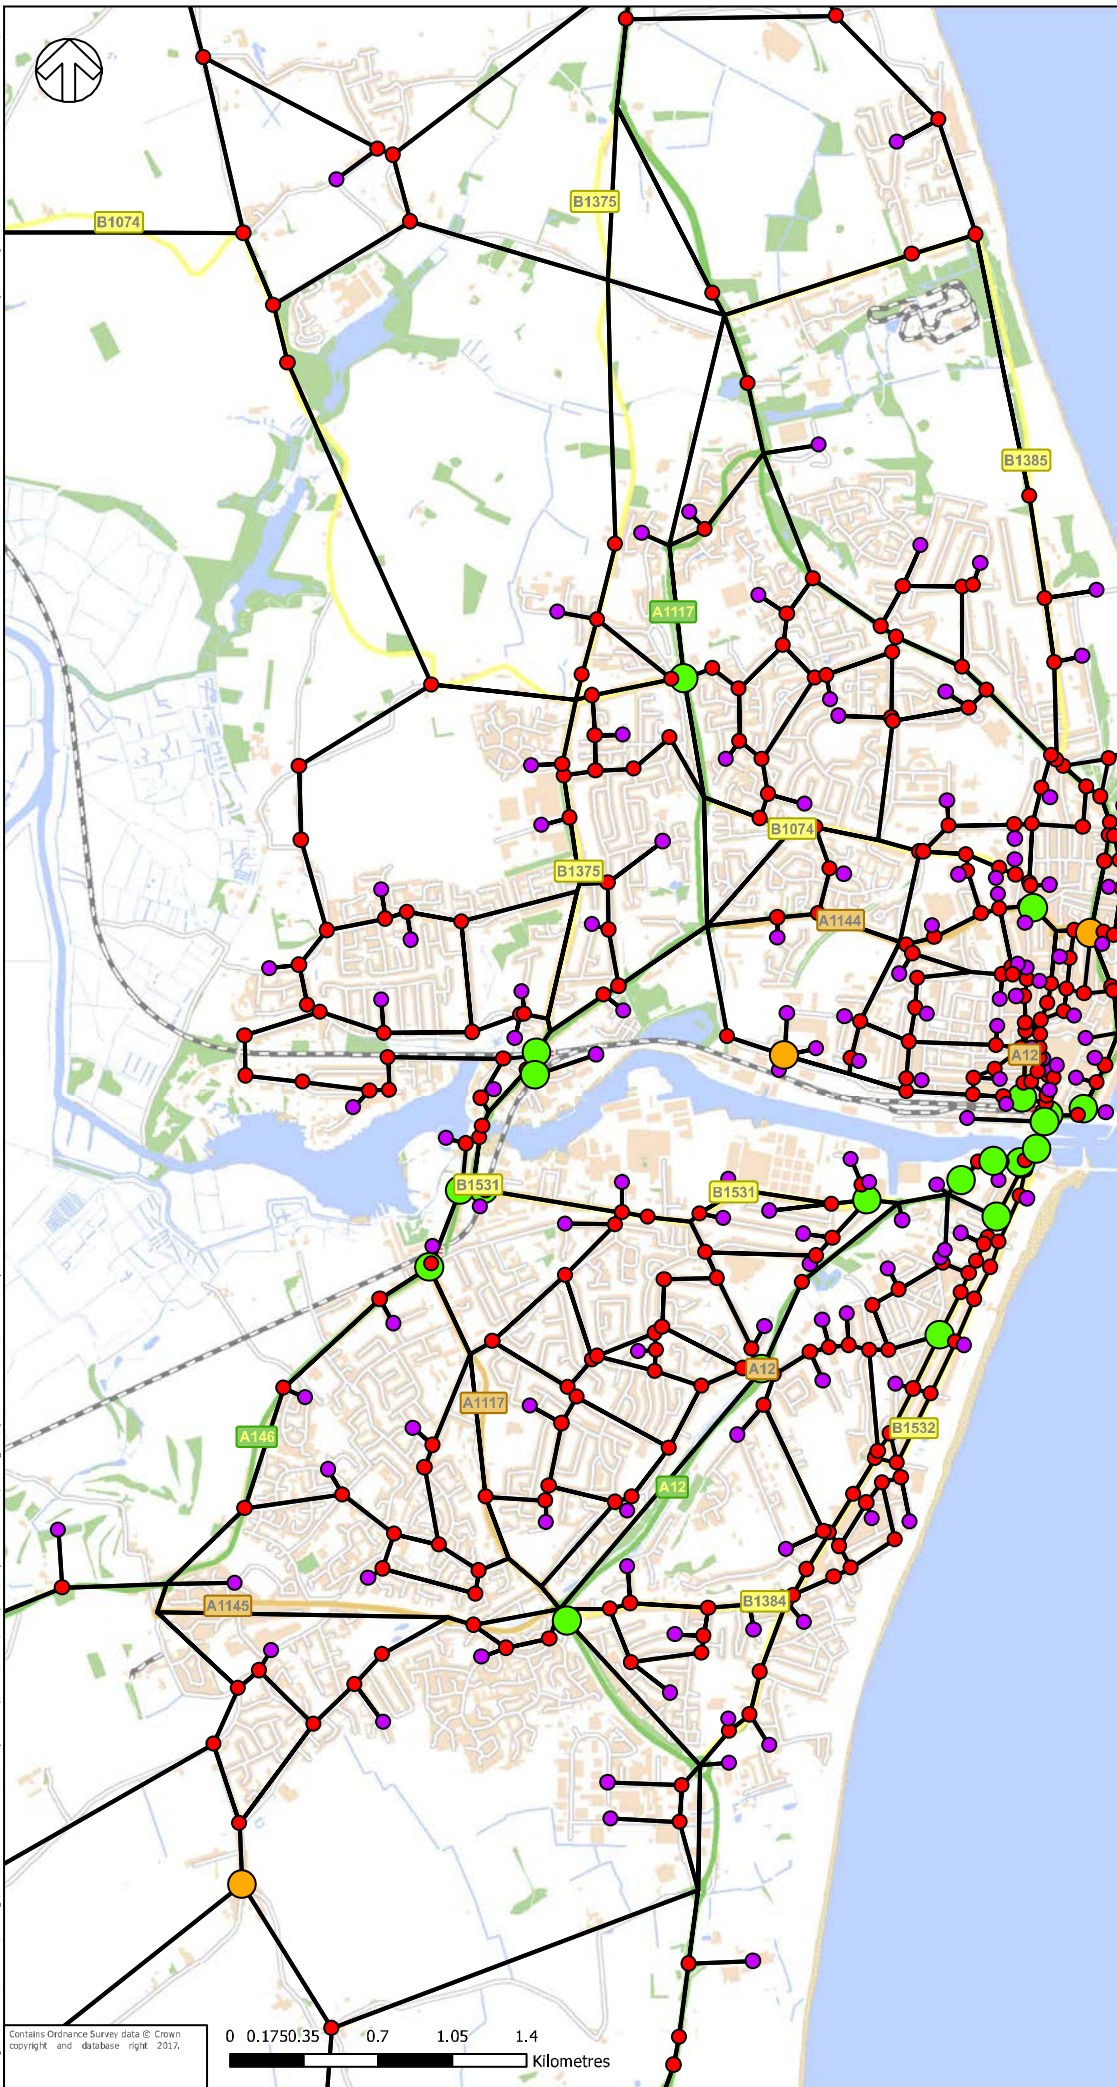 B1375
B1074
B1385
A1117
B1074
B1375
A1144
A12
B1531
B1531
A12
A1117
B1532
A146
A12
B1384
A1145
Contains Ordnance Survey data © Crown
copyright and database right 2017.
0 0.1750.35 0.7 1.05 1.4
Kilometres